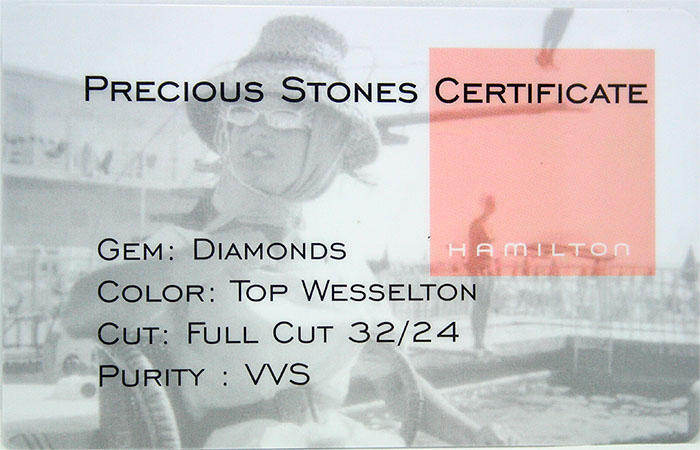 PRECIOUS STONES CERTIFICATE
HAMILTON
GEM: DIAMONDS
COLOR: TOP WESSELTON
CUT: FULL CUT 32/24
PURITY : VVS